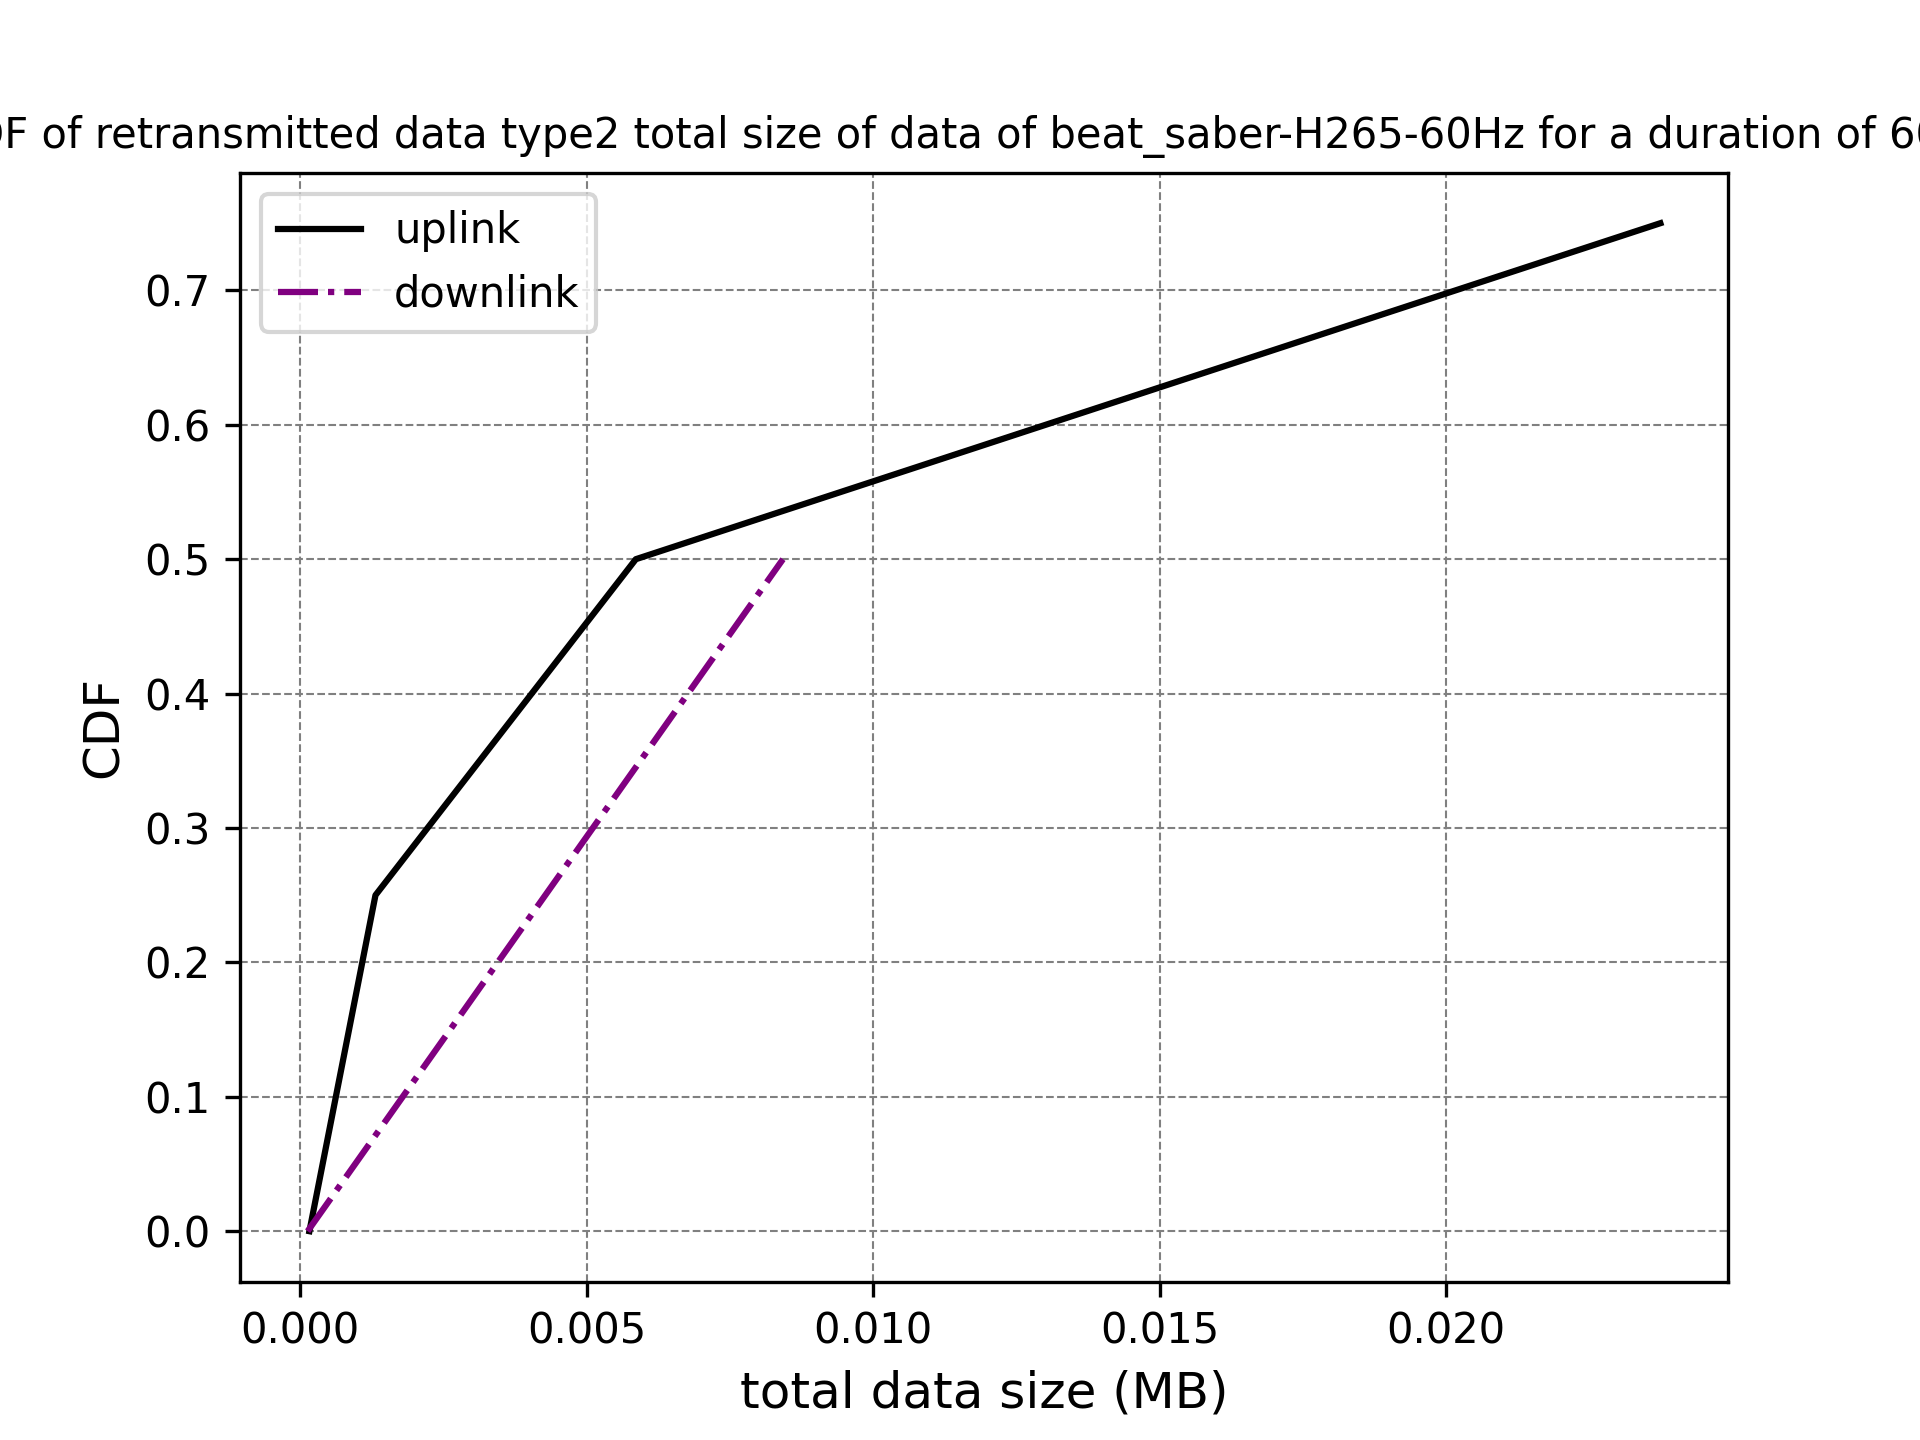 of retransmitted data type2 total size of data of beat_saber-H265-60Hz for a duration of
uplink
downlink
0.7
0.6
0.5
0.4
0.3
0.2
0.1
0.0
CDF
0.000 0.005 0.010 0.015 0.020
total data size (MB)